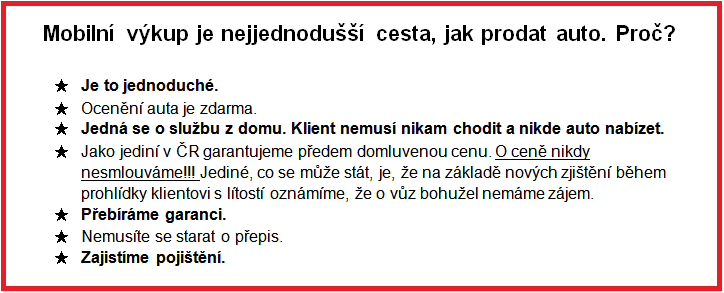 Mobilní výkup je nejjednodušší cesta, jak prodat auto. Proč?
★ Je to jednoduché.
★ Ocenění auta je zdarma.
★ Jedná se o službu z domu. Klient nemusí nikam chodit a nikde auto nabízet.
★ Jako jediní v ČR garantujeme předem domluvenou cenu. O ceně nikdy
nesmlouváme!!! Jediné, co se může stát, je, že na základě nových zjištění během
prohlídky klientovi s lítostí oznámíme, že o vůz bohužel nemáme zájem.
★ Přebíráme garanci.
★ Nemusíte se starat o přepis.
★ Zajistíme pojištění.